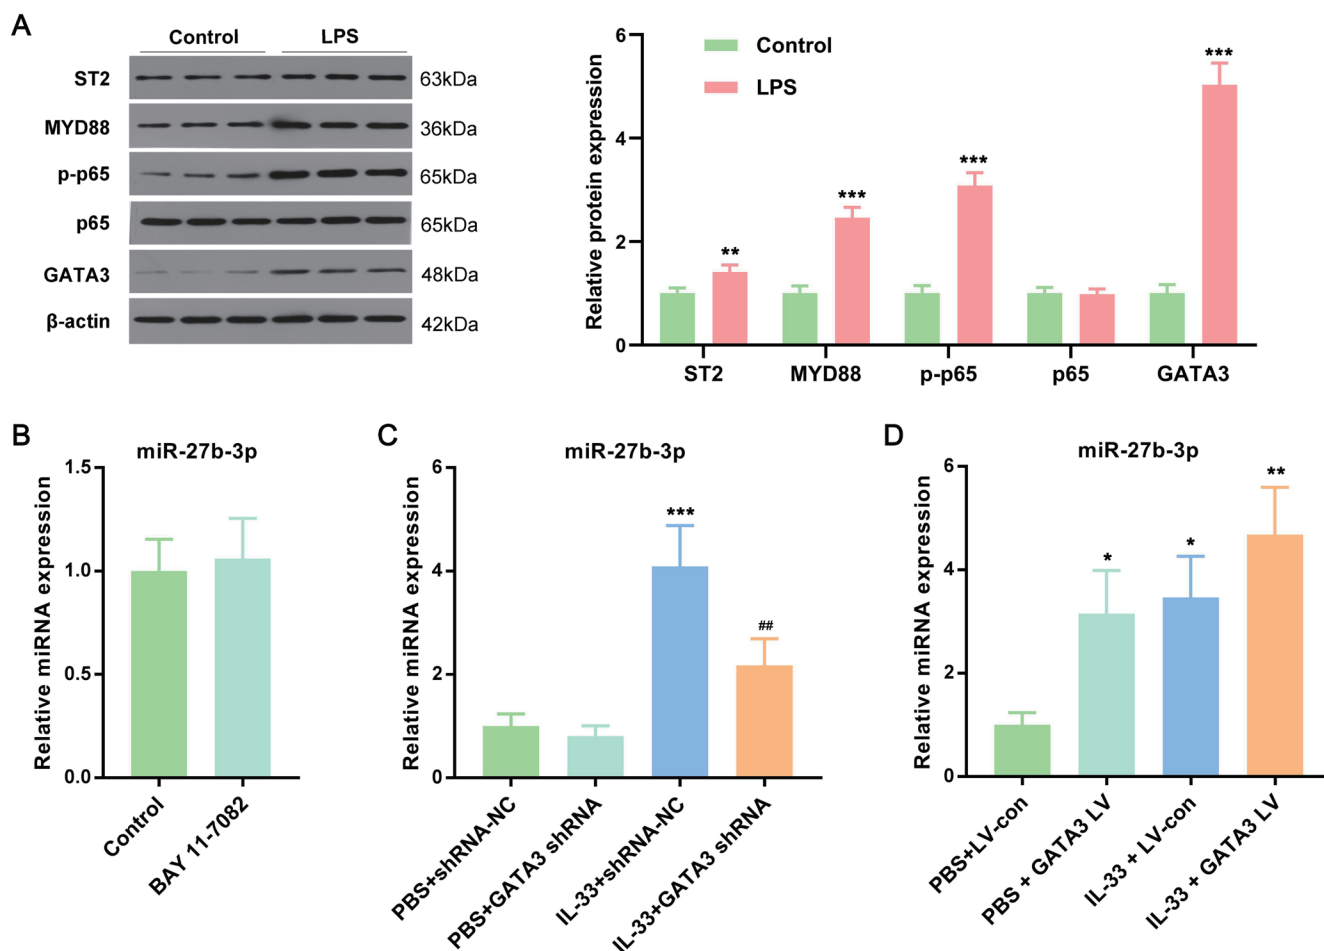 A
Control LPS
ST2 63kDa
MYD88 36kDa
p-p65 65kDa
p65 65kDa
GATA3 48kDa
β-actin 42kDa
Relative protein expression
6
4
2
0
Control
LPS
**
***
***
***
ST2 MYD88 p-p65 p65 GATA3
B
miR-27b-3p
Relative miRNA expression
1.5
1.0
0.5
0.0
Control
BAY 11-7082
C
miR-27b-3p
Relative miRNA expression
6
4
2
0
***
##
PBS+shRNA-NC
PBS+GATA3 shRNA
IL-33+shRNA-NC
IL-33+GATA3 shRNA
D
miR-27b-3p
Relative miRNA expression
6
4
2
0
*
*
**
PBS+LV-con
PBS + GATA3 LV
IL-33 + LV-con
IL-33 + GATA3 LV